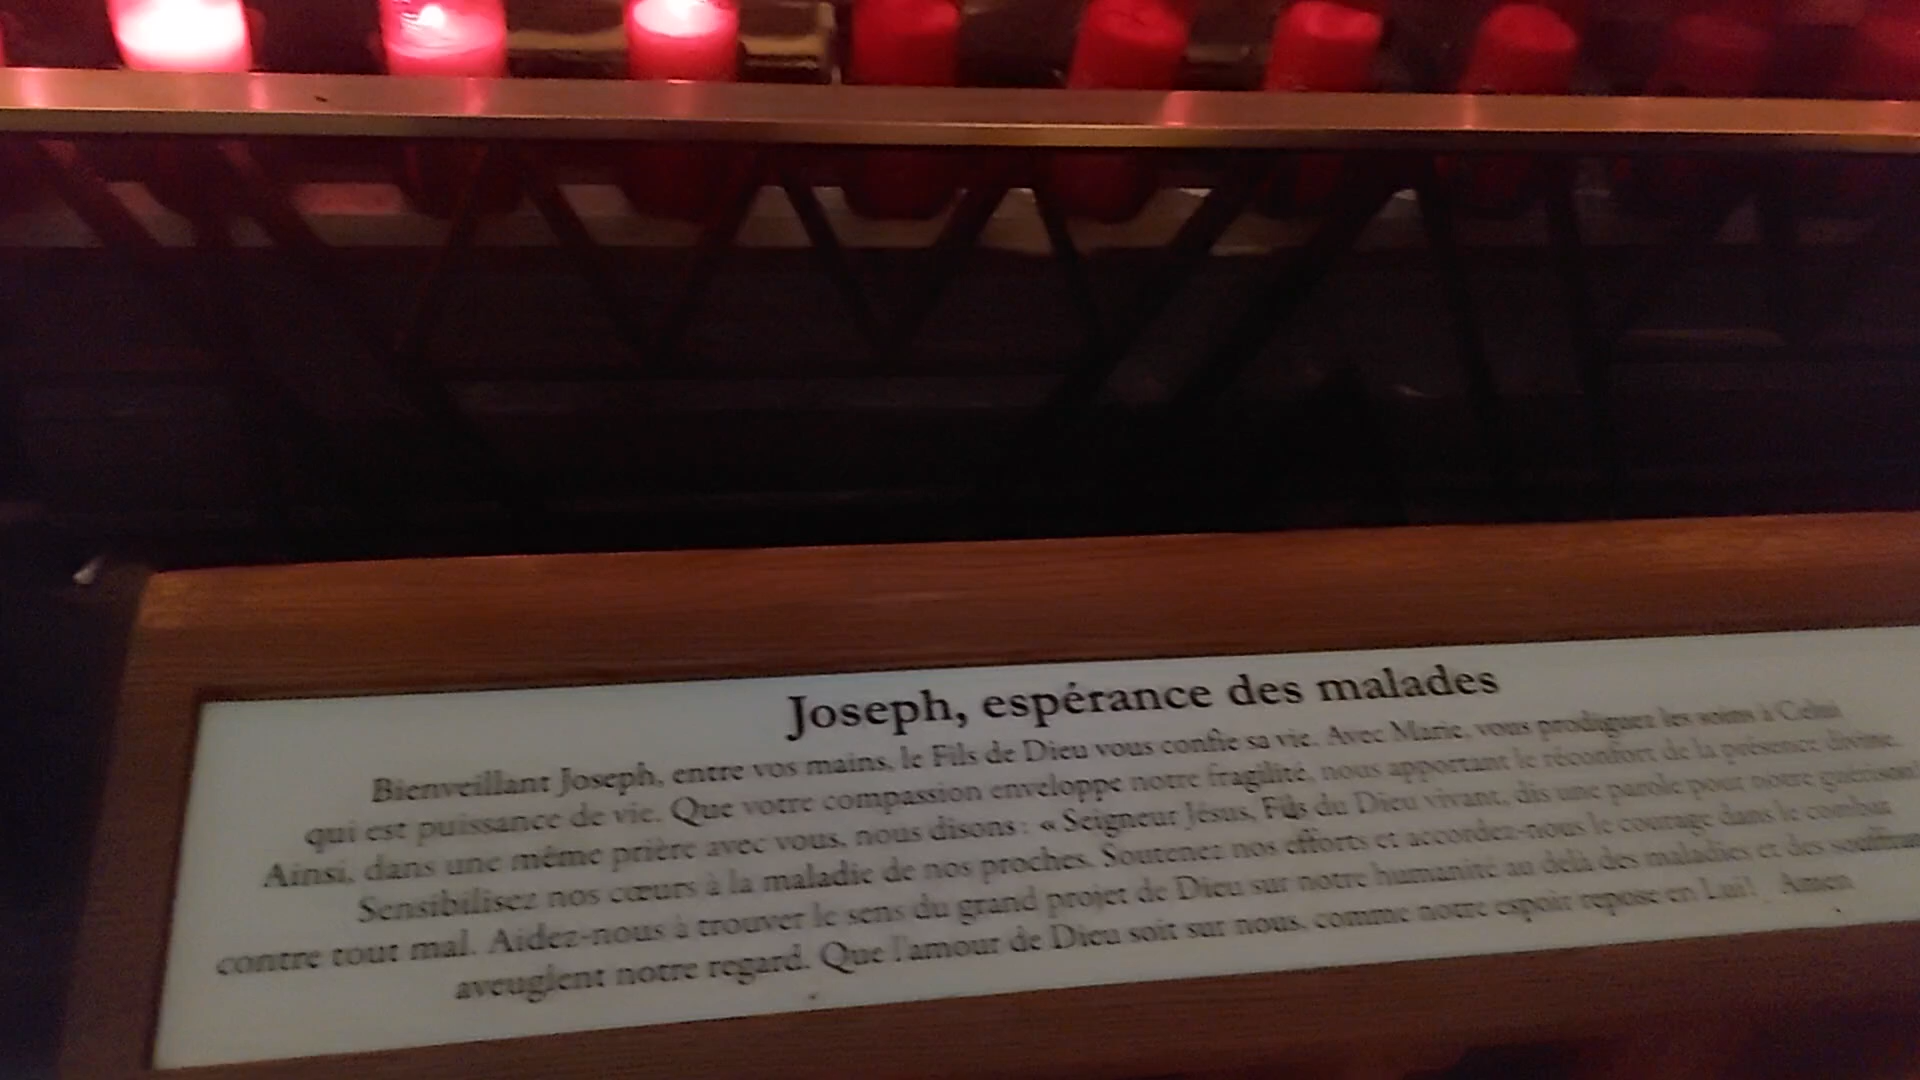 Joseph, espérance des malades
Bienveillant Joseph, entre vos mains, le Fils de Dieu vous confie sa vie. Avec Marie, vous prodiguez les soins à Celui
qui est puissance de vie. Que votre compassion enveloppe notre fragilité, nous apportant le réconfort de la présence divine.
Ainsi, dans une même prière avec vous, nous disons : « Seigneur Jésus, Fils du Dieu vivant, dis une parole pour notre guérison!
Sensibilisez nos cœurs à la maladie de nos proches. Soutenez nos efforts et accordez-nous le courage dans le combat
contre tout mal. Aidez-nous à trouver le sens du grand projet de Dieu sur notre humanité au delà des maladies et des
aveuglent notre regard. Que l'amour de Dieu soit sur nous, comme notre espoir repose en Lui! Amen